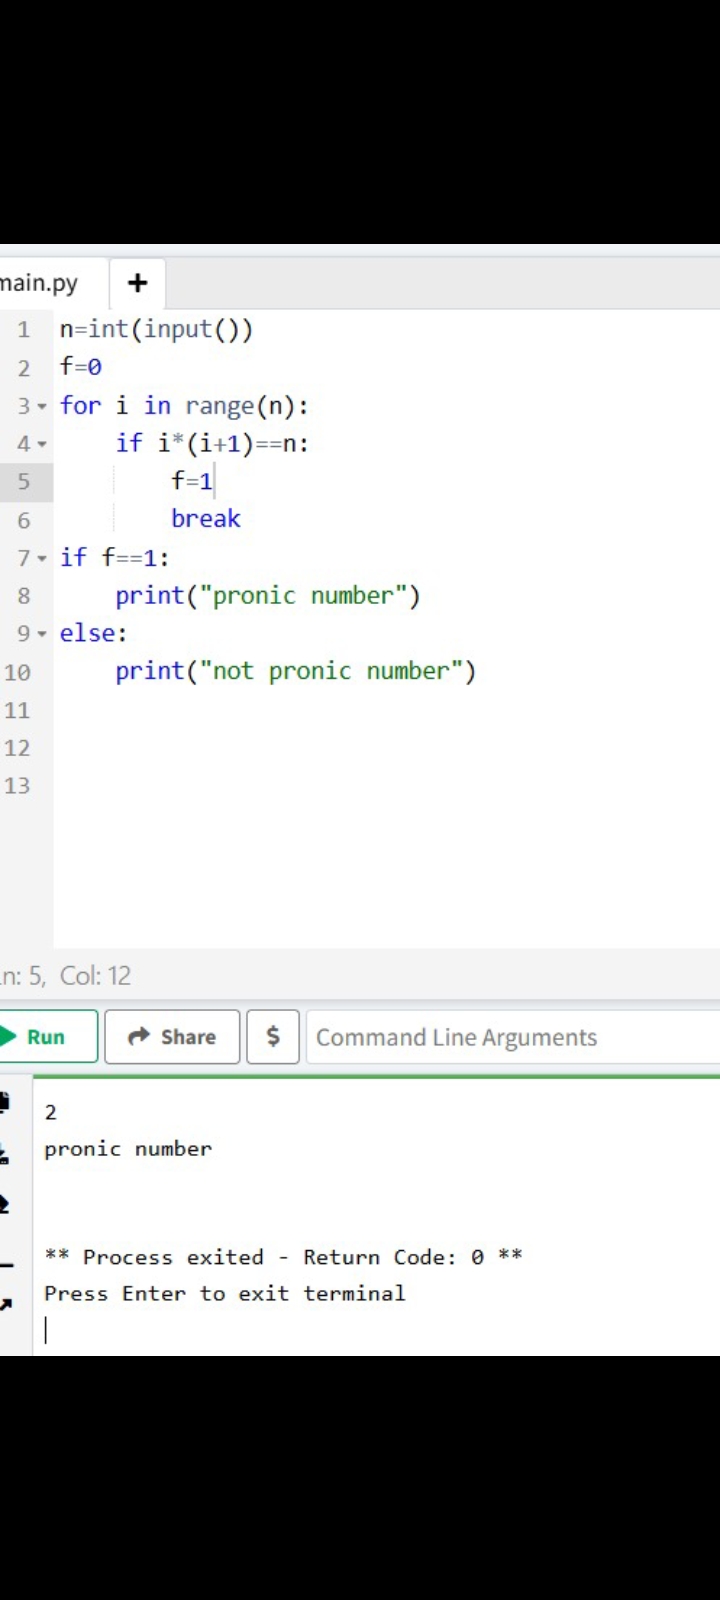 main.py +
1 n=int(input())
2 f=0
3 for i in range(n):
4     if i*(i+1)==n:
5         f=1
6         break
7 if f==1:
8     print("pronic number")
9 else:
10     print("not pronic number")
11
12
13
Ln: 5, Col: 12
Run Share $ Command Line Arguments
2
pronic number
** Process exited - Return Code: 0 **
Press Enter to exit terminal